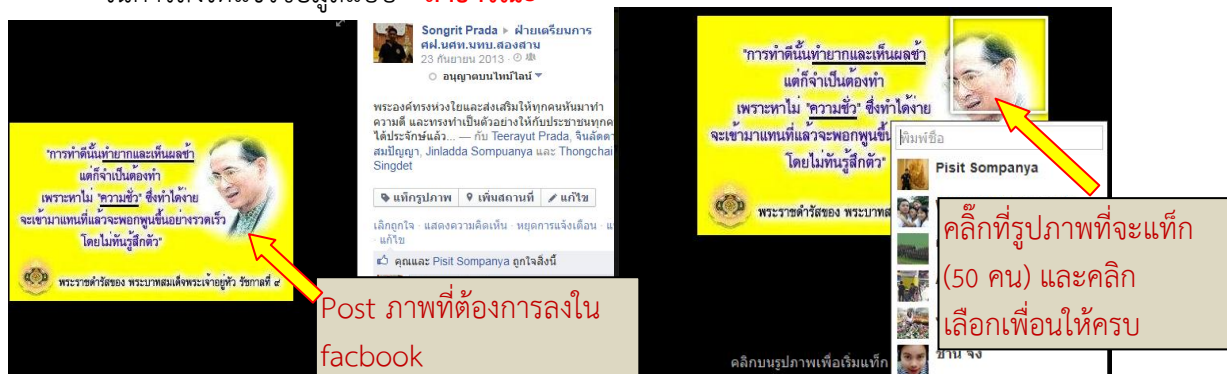 "การทำดีนั้นทำยากและเห็นผลช้า
แต่ก็จำเป็นต้องทำ
เพราะหาไม่ "ความชั่ว" ซึ่งทำได้ง่าย
จะเข้ามาแทนที่แล้วจะพอกพูนขึ้นอย่างรวดเร็ว
โดยไม่ทันรู้สึกตัว"
พระราชดำรัสของ พระบาทสมเด็จพระเจ้าอยู่หัว รัชกาลที่ ๙
Songrit Prada ▸ ฝ่ายเตรียมการ
ศฝ.นศท.มทบ.สองสาม
23 กันยายน 2013
อนุญาตบนไทม์ไลน์
พระองค์ทรงห่วงใยและส่งเสริมให้ทุกคนหันมาทำ
ความดี และทรงทำเป็นตัวอย่างให้กับประชาชนทุกค
ได้ประจักษ์แล้ว... — กับ Teerayut Prada, จินลัดดา
สมปัญญา, Jinladda Sompuanya และ Thongchai
Singdet
แท็กรูปภาพ เพิ่มสถานที่ แก้ไข
เลิกถูกใจ · แสดงความคิดเห็น · หยุดการแจ้งเตือน ·
· แก้ไข
คุณและ Pisit Sompanya ถูกใจสิ่งนี้
Post ภาพที่ต้องการลงใน
facbook
"การทำดีนั้นทำยากและเห็นผลช้า
แต่ก็จำเป็นต้องทำ
เพราะหาไม่ "ความชั่ว" ซึ่งทำได้ง่าย
จะเข้ามาแทนที่แล้วจะพอกพูนขึ้น
โดยไม่ทันรู้สึกตัว"
พระราชดำรัสของ พระบาทส
พิมพ์ชื่อ
Pisit Sompanya
คลิ๊กที่รูปภาพที่จะแท็ก
(50 คน) และคลิก
เลือกเพื่อนให้ครบ
คลิกบนรูปภาพเพื่อเริ่มแท็ก